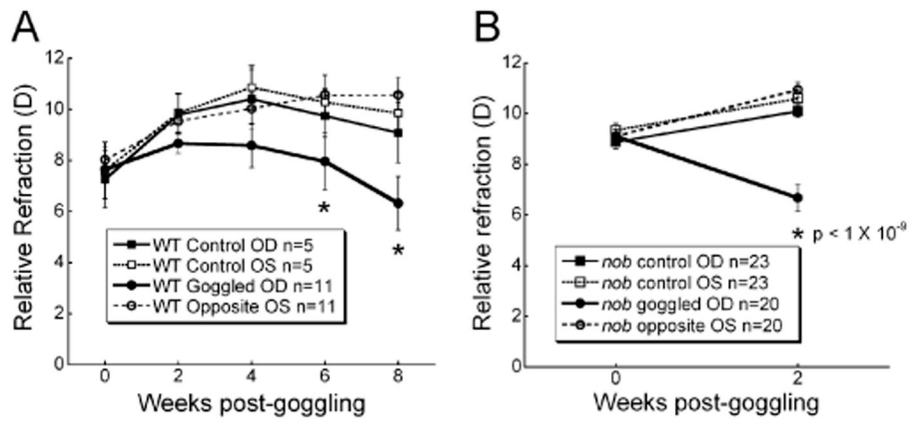 A
Relative Refraction (D)
12
10
8
6
4
2
0
*
*
WT Control OD n=5
WT Control OS n=5
WT Goggled OD n=11
WT Opposite OS n=11
0 2 4 6 8
Weeks post-goggling
B
Relative refraction (D)
12
10
8
6
4
2
0
* p < 1 X 10⁻⁹
nob control OD n=23
nob control OS n=23
nob goggled OD n=20
nob opposite OS n=20
0 2
Weeks post-goggling